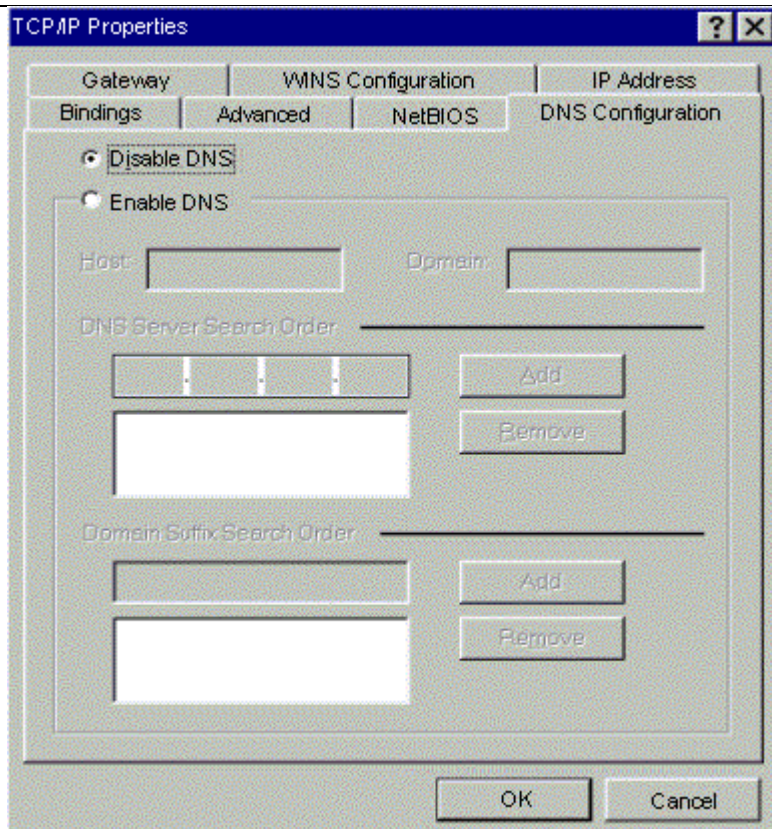 TCP/IP Properties
Gateway WINS Configuration IP Address
Bindings Advanced NetBIOS DNS Configuration
Disable DNS
Enable DNS
Host: Domain:
DNS Server Search Order
. . .
Add
Remove
Domain Suffix Search Order
Add
Remove
OK Cancel